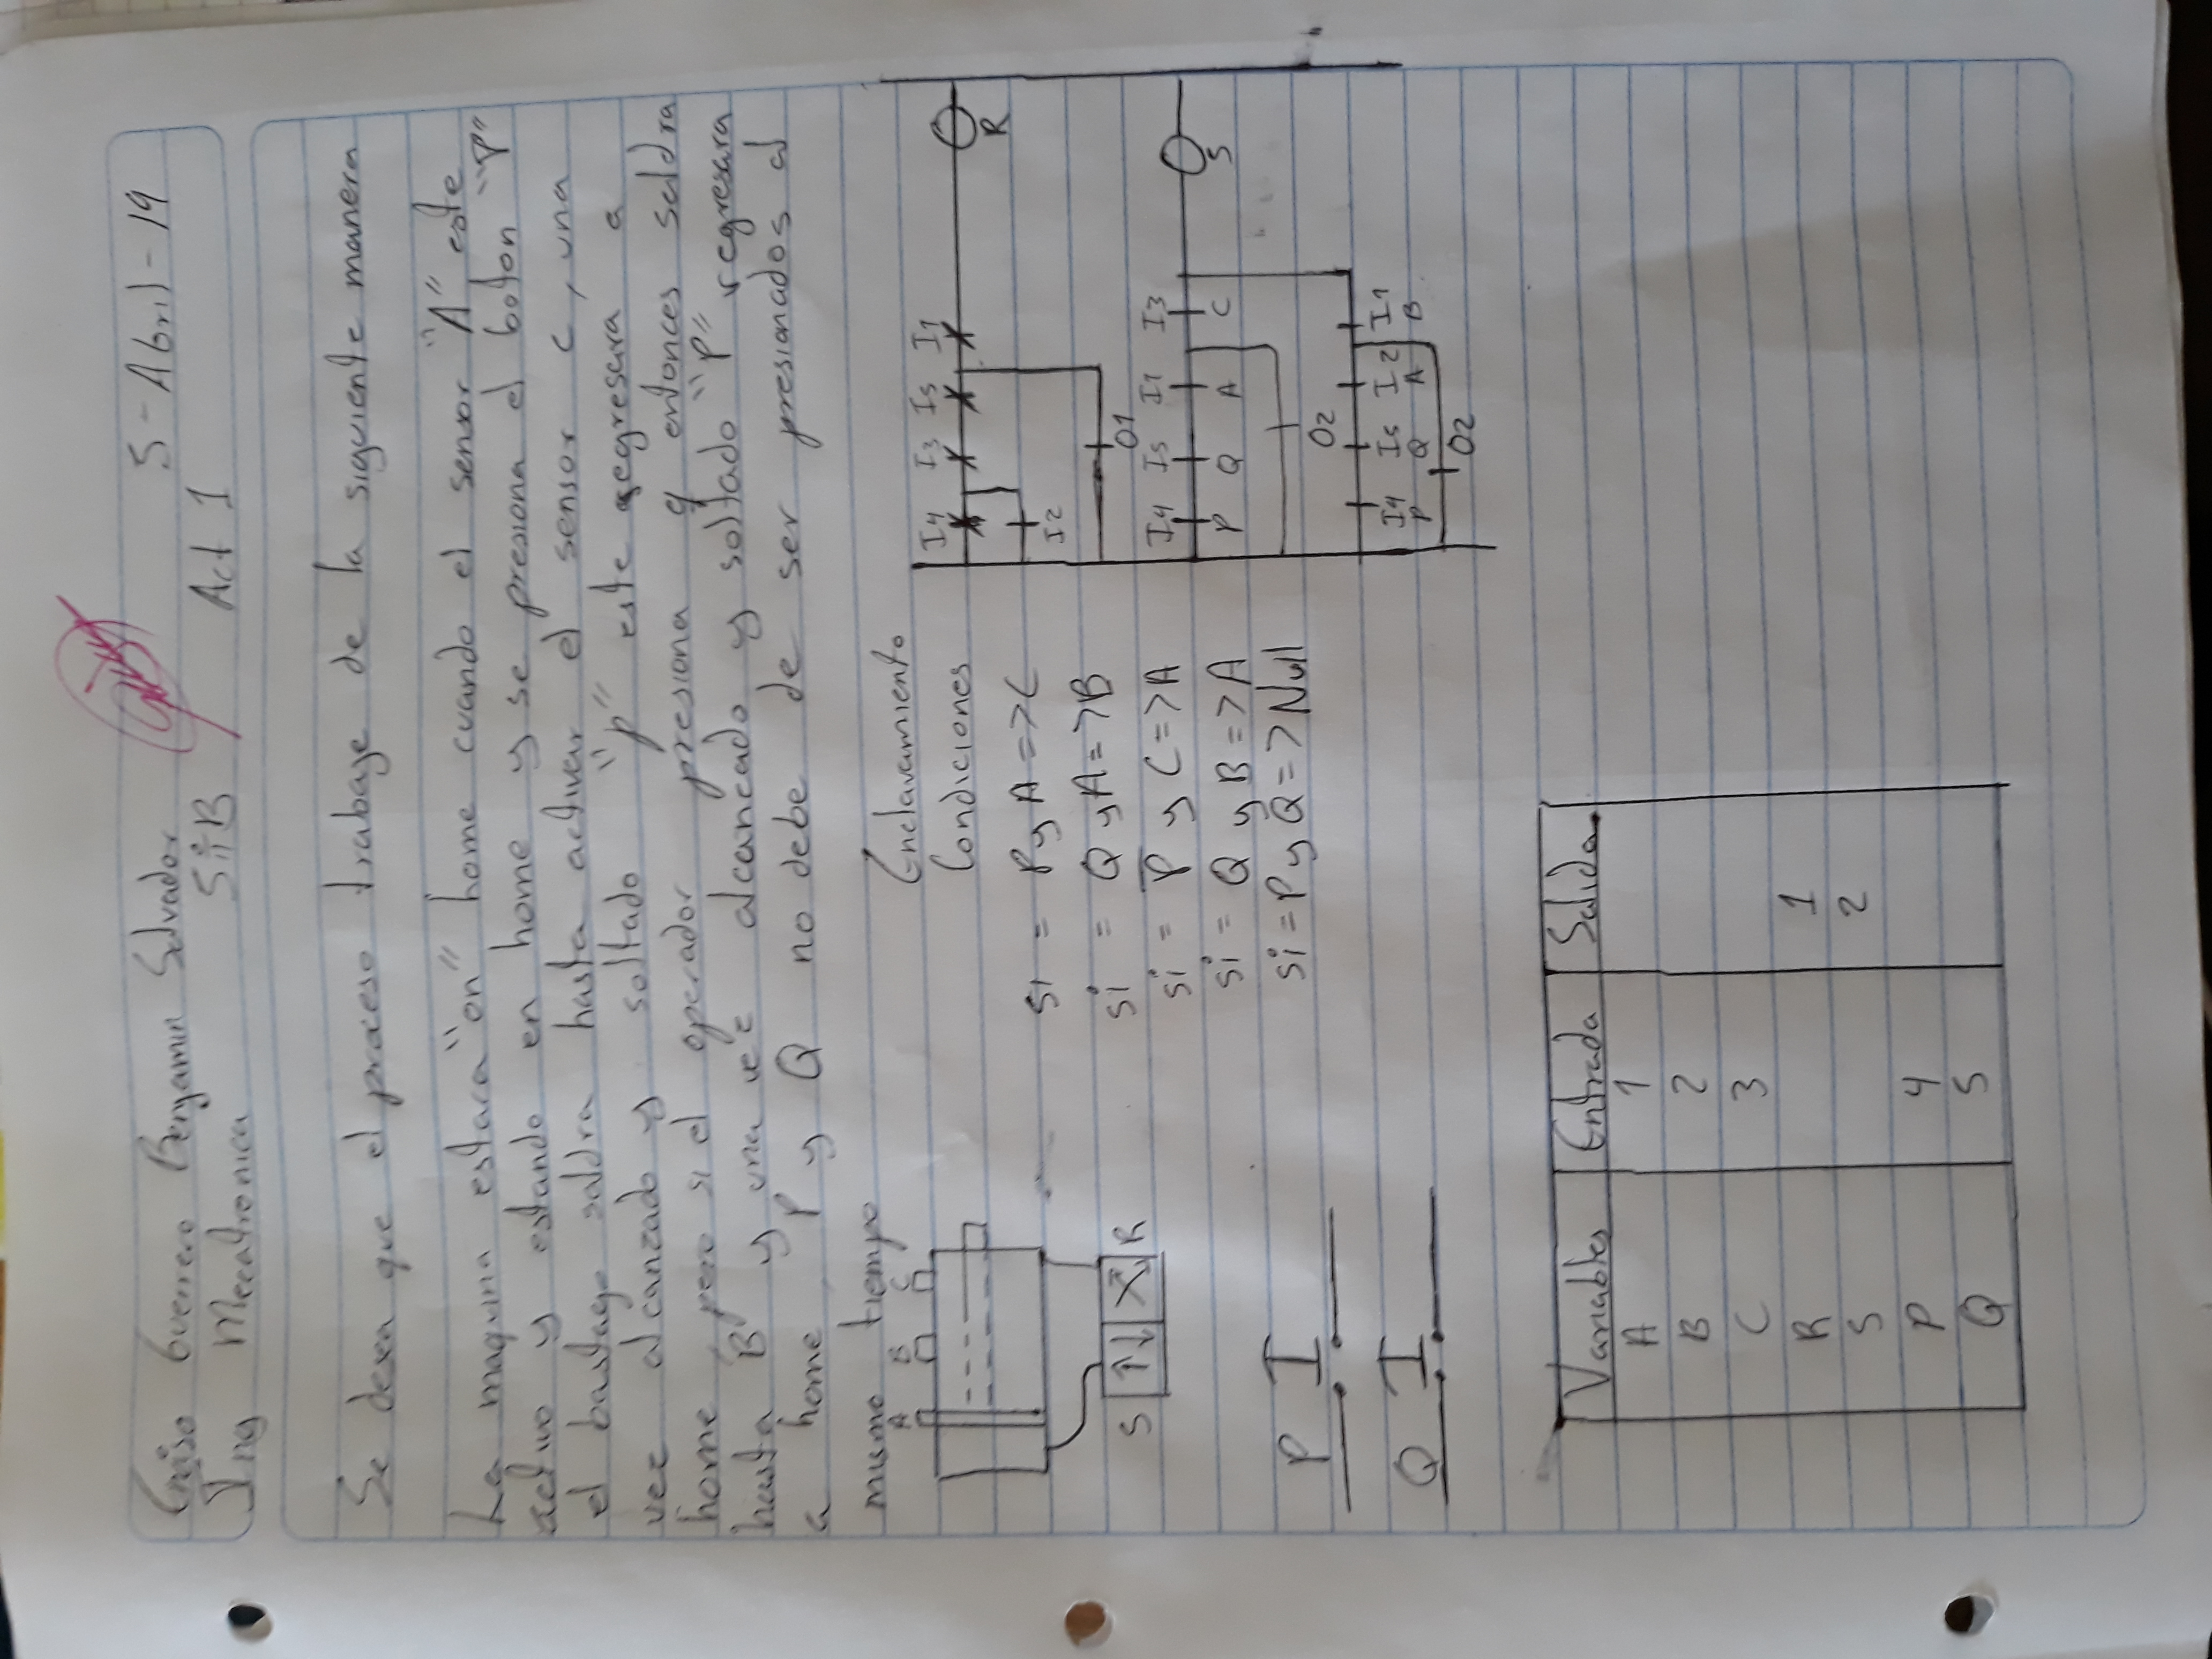 Guerrero Benjamin Salvador
5-Abril-19
Ing Mecatronica
5iiB
Act 1
Se desea que el proceso trabaje de la siguiente manera
La maquina estara "on" home cuando el sensor "A" este
activo y estando en home y se presiona el boton "P"
el bastago saldra hasta activar el sensor C, una
vez alcanzado y soltado "p" este regresara a
home, pero si el operador presiona q entonces saldra
hasta B y una vez alcanzado y soltado "P" regresara
a home, P y Q no debe de ser presionados al
mismo tiempo
A B C
S R
P
Q
Enclavamiento
Condiciones
si = P y A => C
si = Q y A => B
si = P̅ y C => A
si = Q y B => A
si = P y Q => Null
I4 I3 I5 I1
R
I2
O1
I4 I5 I1 I3
P Q A C
S
O2
I4 I5 I2 I1
P Q A B
O2
Variables Entrada Salida
A 1
B 2
C 3
R 1
S 2
P 4
Q 5